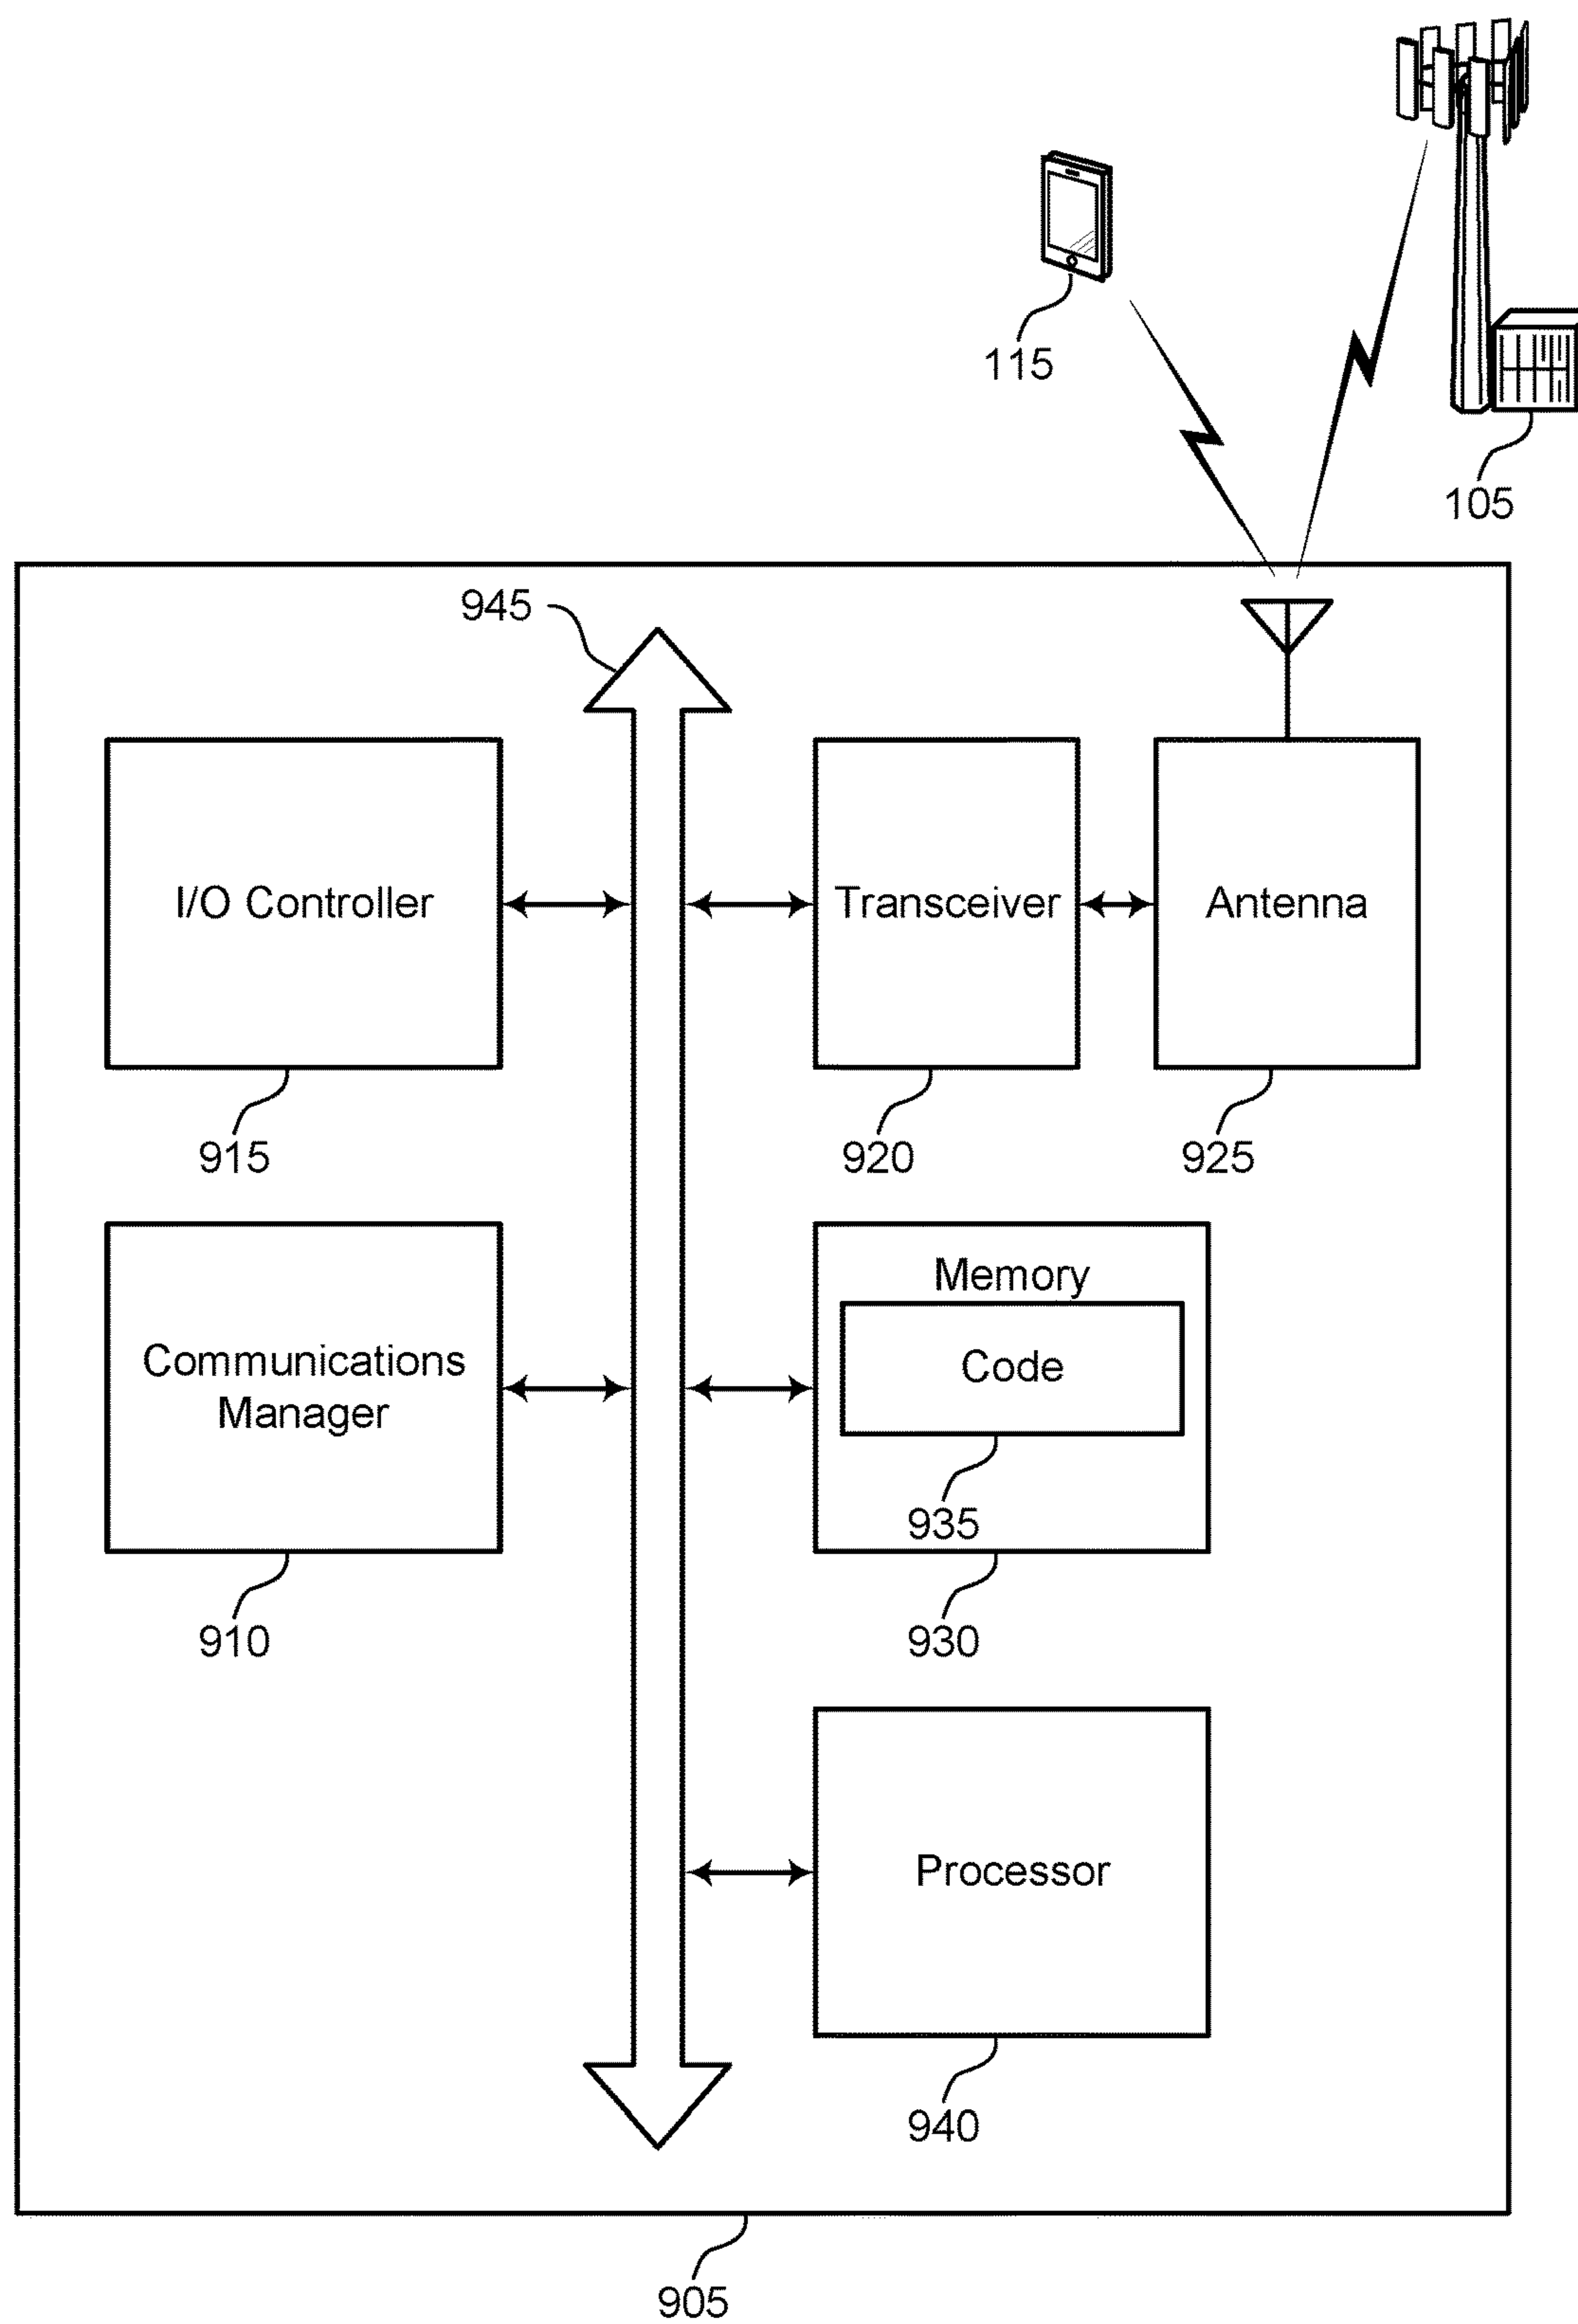 115
105
945
I/O Controller
Transceiver
Antenna
915
920
925
Communications
Manager
Memory
Code
935
910
930
Processor
940
905